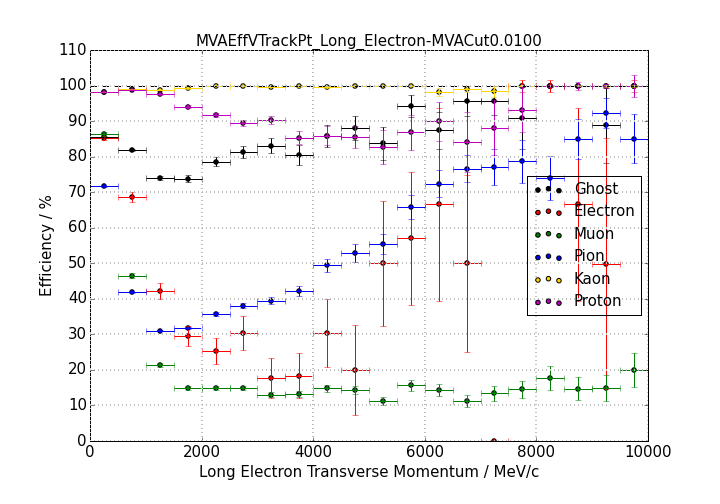 MVAEffVTrackPt_Long_Electron-MVACut0.0100
110
100
90
80
70
60
50
40
30
20
10
0
Efficiency / %
Ghost
Electron
Muon
Pion
Kaon
Proton
0 2000 4000 6000 8000 10000
Long Electron Transverse Momentum / MeV/c